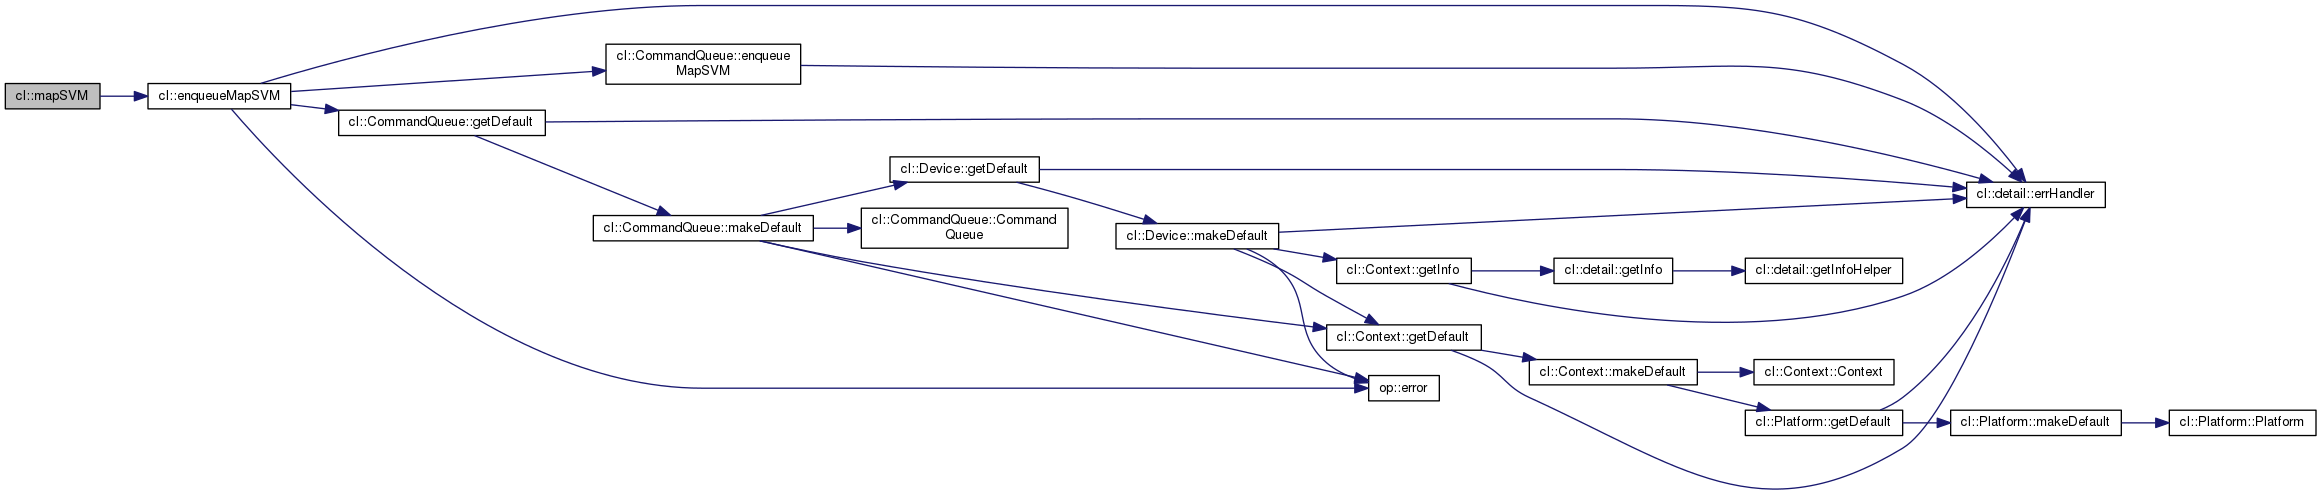 cl::mapSVM
cl::enqueueMapSVM
cl::CommandQueue::enqueue
MapSVM
cl::CommandQueue::getDefault
cl::CommandQueue::makeDefault
cl::Device::getDefault
cl::CommandQueue::Command
Queue
cl::Device::makeDefault
cl::Context::getInfo
cl::detail::getInfo
cl::detail::getInfoHelper
cl::Context::getDefault
op::error
cl::Context::makeDefault
cl::Context::Context
cl::Platform::getDefault
cl::Platform::makeDefault
cl::Platform::Platform
cl::detail::errHandler